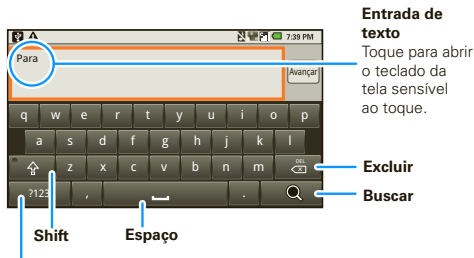 Entrada de
texto
Toque para abrir
o teclado da
tela sensível
ao toque.
7:39 PM
Para
Avançar
q w e r t y u i o p
a s d f g h j k l
z x c v b n m DEL
?123 , .
Excluir
Buscar
Shift
Espaço